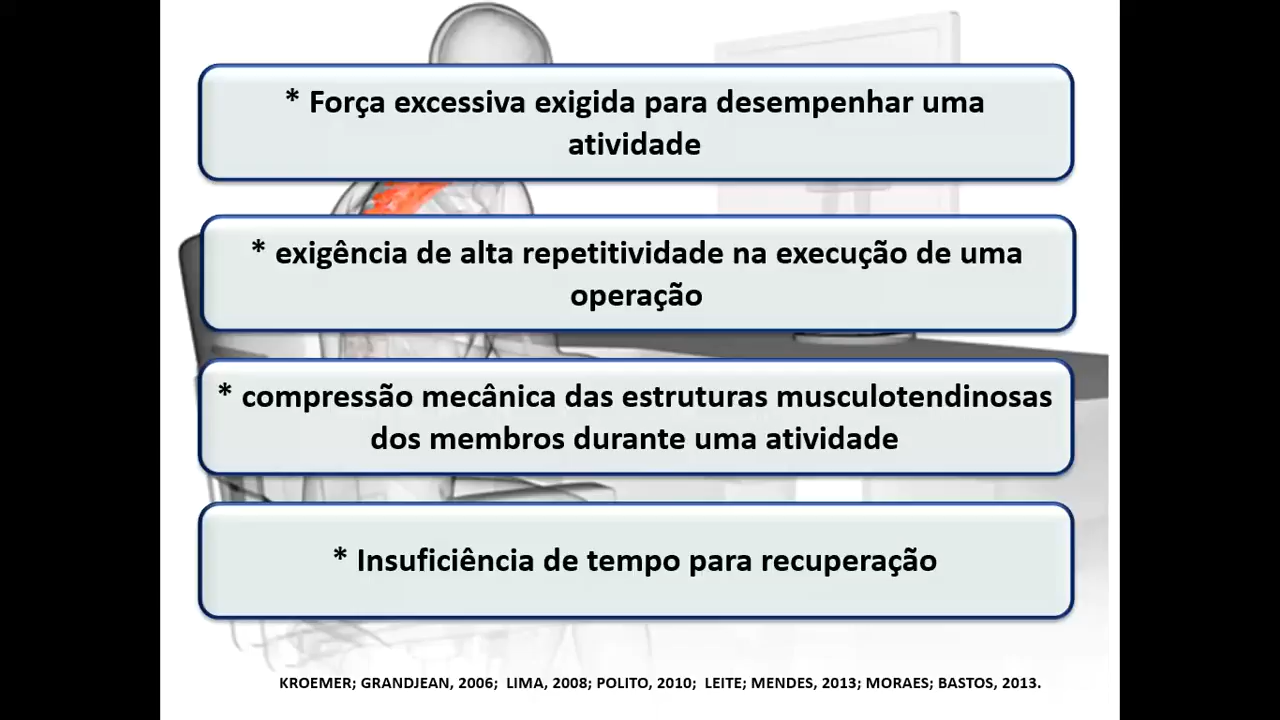 * Força excessiva exigida para desempenhar uma
atividade
* exigência de alta repetitividade na execução de uma
operação
* compressão mecânica das estruturas musculotendinosas
dos membros durante uma atividade
* Insuficiência de tempo para recuperação
KROEMER; GRANDJEAN, 2006;  LIMA, 2008; POLITO, 2010;  LEITE; MENDES, 2013; MORAES; BASTOS, 2013.